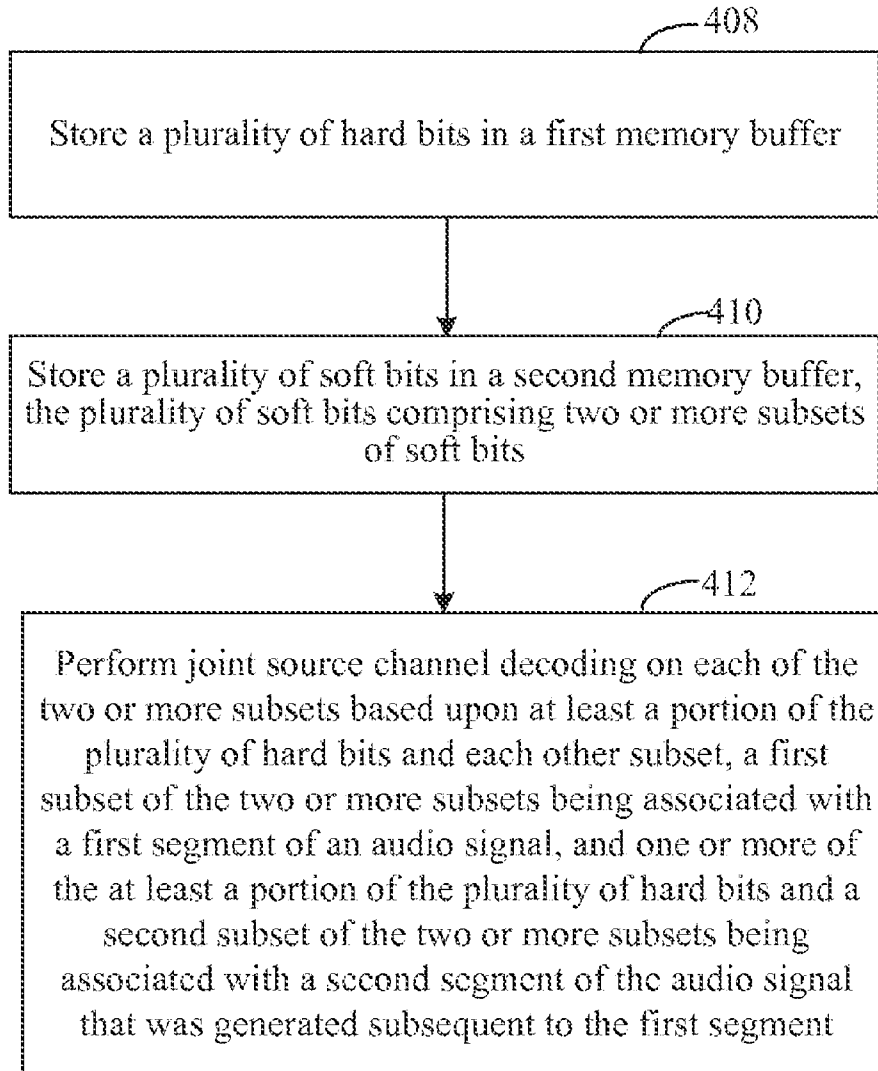 408
Store a plurality of hard bits in a first memory buffer
410
Store a plurality of soft bits in a second memory buffer,
the plurality of soft bits comprising two or more subsets
of soft bits
412
Perform joint source channel decoding on each of the
two or more subsets based upon at least a portion of the
plurality of hard bits and each other subset, a first
subset of the two or more subsets being associated with
a first segment of an audio signal, and one or more of
the at least a portion of the plurality of hard bits and a
second subset of the two or more subsets being
associated with a second segment of the audio signal
that was generated subsequent to the first segment